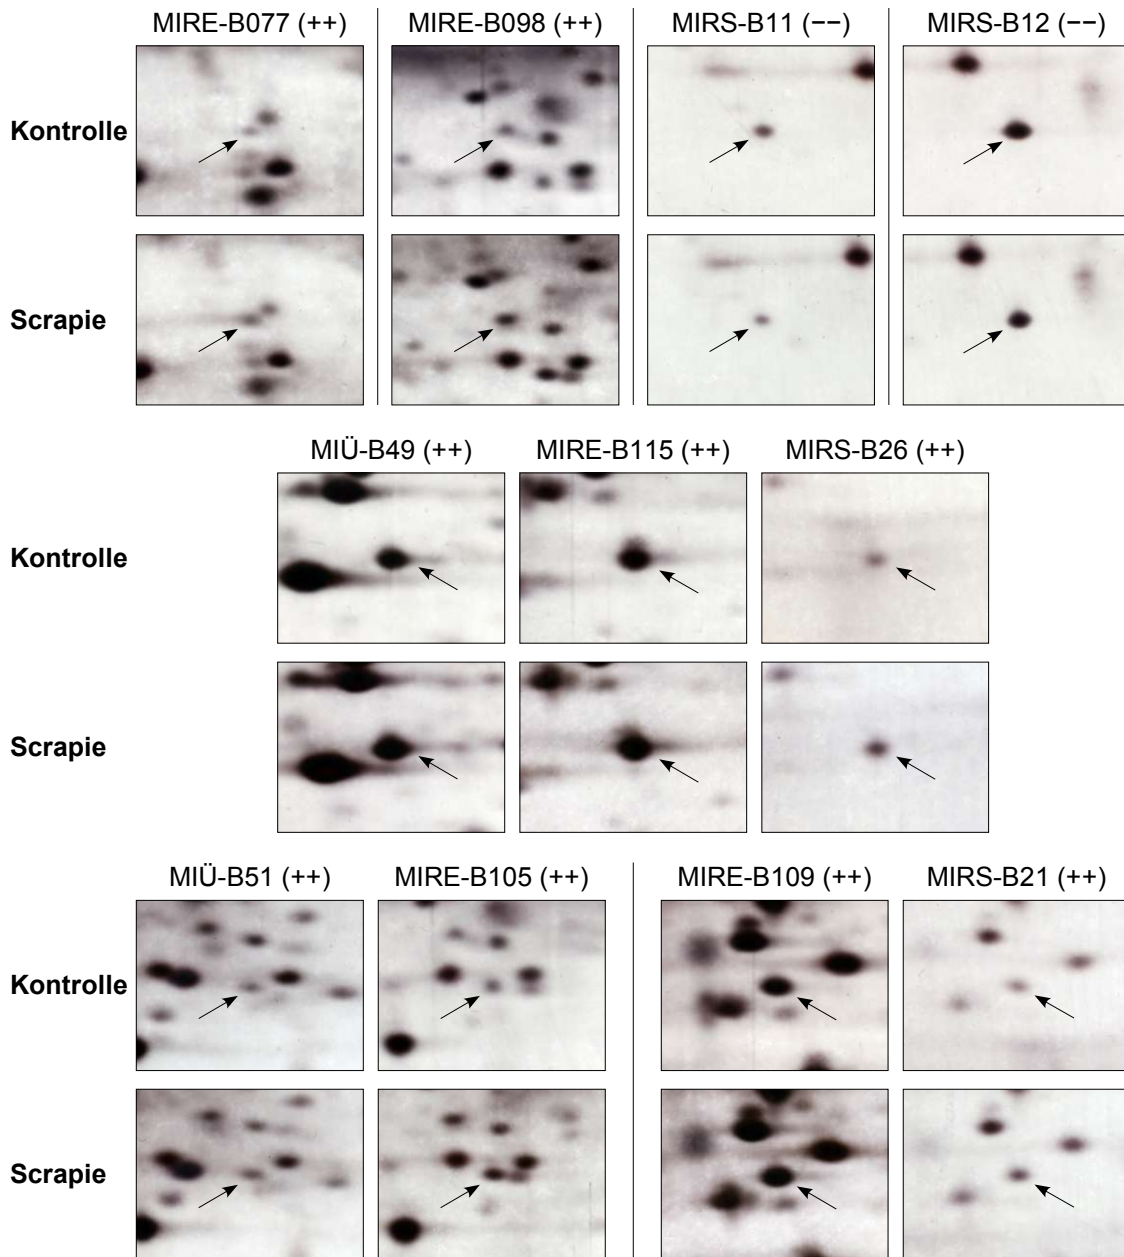 MIRE-B077 (++) MIRE-B098 (++) MIRS-B11 (−−) MIRS-B12 (−−)
Kontrolle
Scrapie
MIÜ-B49 (++) MIRE-B115 (++) MIRS-B26 (++)
Kontrolle
Scrapie
MIÜ-B51 (++) MIRE-B105 (++) MIRE-B109 (++) MIRS-B21 (++)
Kontrolle
Scrapie